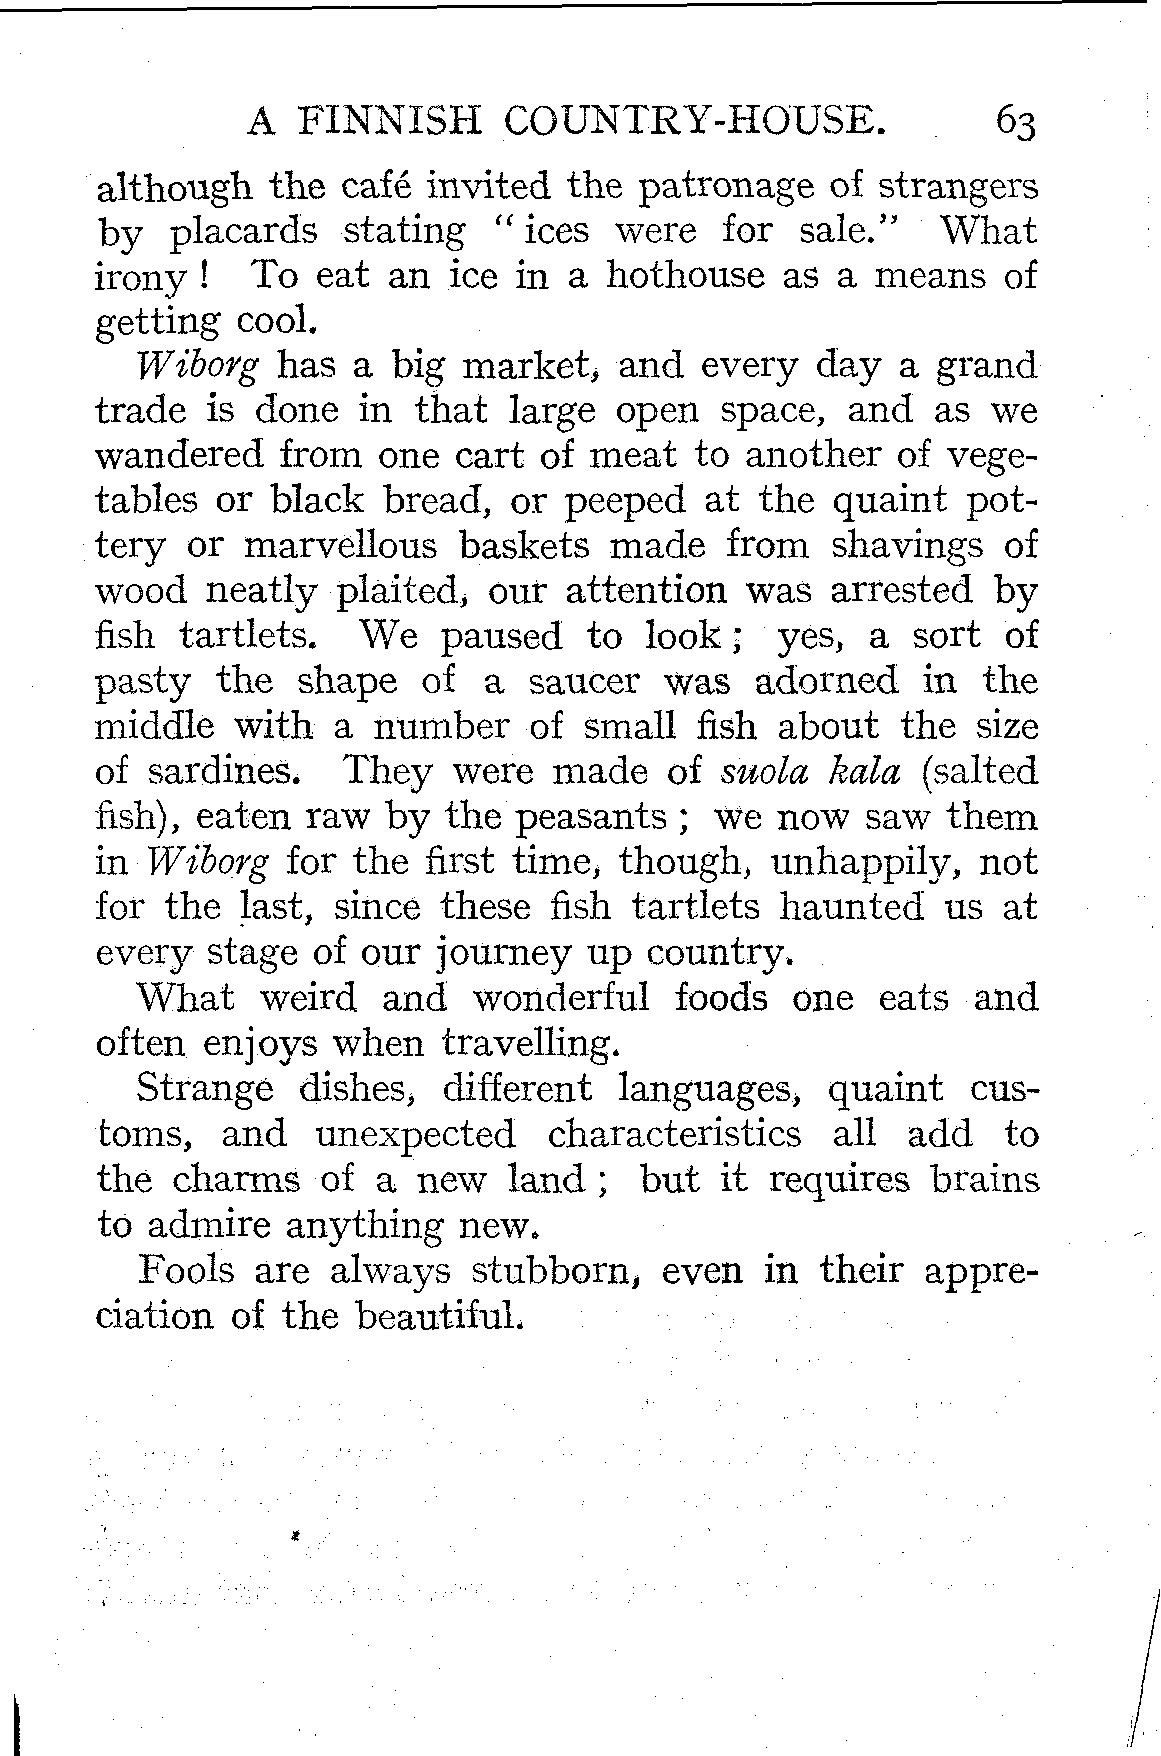 A FINNISH COUNTRY-HOUSE. 63
although the café invited the patronage of strangers
by placards stating “ices were for sale.” What
irony! To eat an ice in a hothouse as a means of
getting cool.
Wiborg has a big market, and every day a grand
trade is done in that large open space, and as we
wandered from one cart of meat to another of vege-
tables or black bread, or peeped at the quaint pot-
tery or marvellous baskets made from shavings of
wood neatly plaited, our attention was arrested by
fish tartlets. We paused to look; yes, a sort of
pasty the shape of a saucer was adorned in the
middle with a number of small fish about the size
of sardines. They were made of suola kala (salted
fish), eaten raw by the peasants; we now saw them
in Wiborg for the first time, though, unhappily, not
for the last, since these fish tartlets haunted us at
every stage of our journey up country.
What weird and wonderful foods one eats and
often enjoys when travelling.
Strange dishes, different languages, quaint cus-
toms, and unexpected characteristics all add to
the charms of a new land; but it requires brains
to admire anything new.
Fools are always stubborn, even in their appre-
ciation of the beautiful.